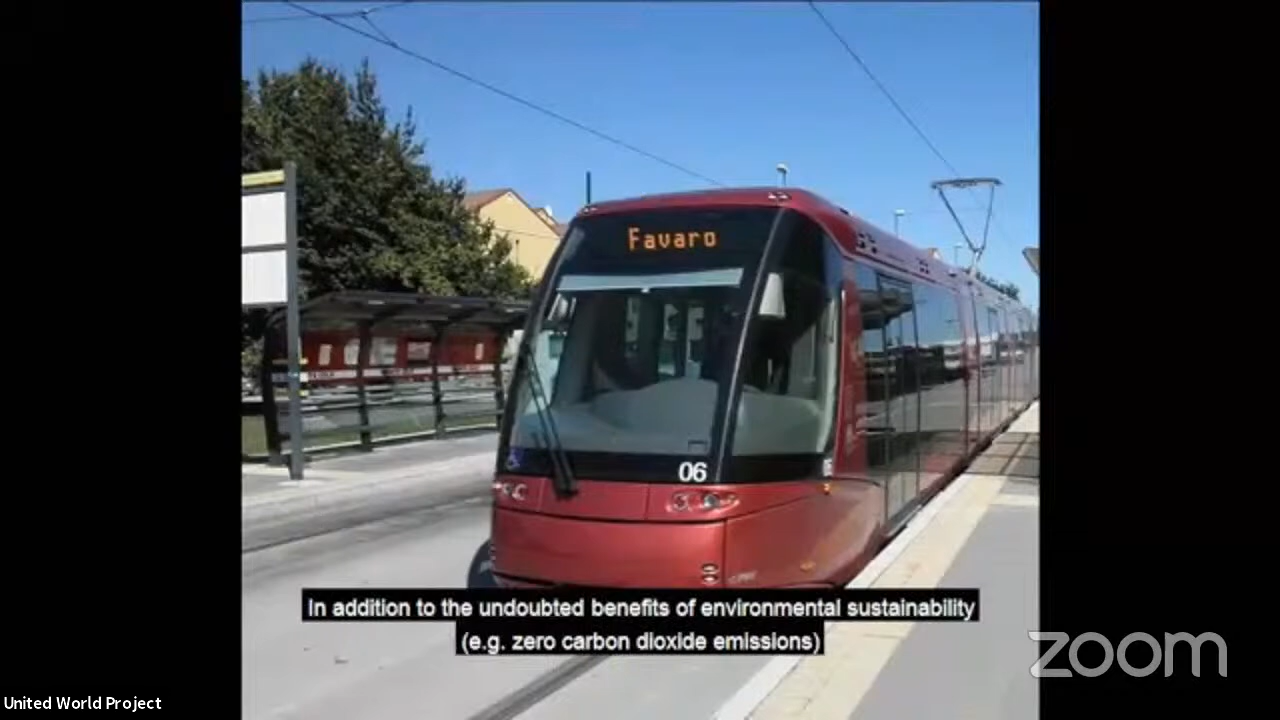 Favaro
06
In addition to the undoubted benefits of environmental sustainability
(e.g. zero carbon dioxide emissions)
zoom
United World Project